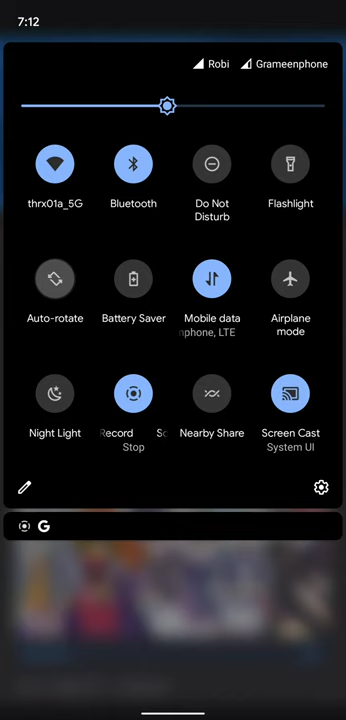 7:12
Robi
Grameenphone
thrx01a_5G
Bluetooth
Do Not
Disturb
Flashlight
Auto-rotate
Battery Saver
Mobile data
nphone, LTE
Airplane
mode
Night Light
Record Sc
Stop
Nearby Share
Screen Cast
System UI
G